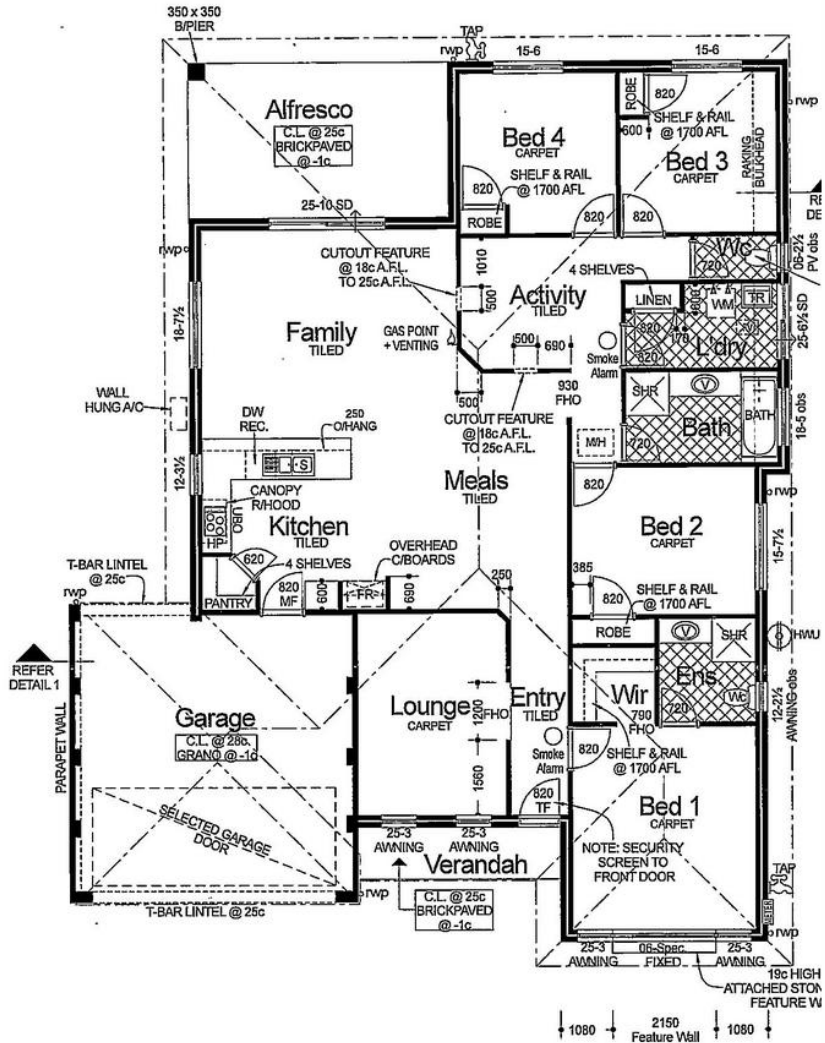 350 x 350
B/PIER
TAP
rwp
15-6
15-6
Alfresco
C.L. @ 25c
BRICKPAVED
@ -1c
Bed 4
CARPET
ROBE
820
SHELF & RAIL
@ 1700 AFL
600
Bed 3
CARPET
RAKING
BULKHEAD
rwp
SHELF & RAIL
@ 1700 AFL
820
ROBE
820
820
25-10 SD
rwp
CUTOUT FEATURE
@ 18c A.F.L.
TO 25c A.F.L.
1010
500
Activity
TILED
4 SHELVES
Wc
720
06-2½
PV obs
LINEN
600
WM
TR
820
170
V
L'dry
820
25-6½ SD
Family
TILED
18-7½
GAS POINT
+ VENTING
500
690
Smoke
Alarm
WALL
HUNG A/C
500
930
FHO
CUTOUT FEATURE
@ 18c A.F.L.
TO 25c A.F.L.
SHR
V
BATH
Bath
720
18-5 obs
M/H
DW
REC.
250
O/HANG
S
12-3½
CANOPY
R/HOOD
UBO
HP
Kitchen
TILED
Meals
TILED
820
Bed 2
CARPET
rwp
15-7½
T-BAR LINTEL
@ 25c
620
4 SHELVES
OVERHEAD
C/BOARDS
PANTRY
820
MF
600
FR
690
250
385
820
SHELF & RAIL
@ 1700 AFL
ROBE
rwp
V
SHR
HWU
REFER
DETAIL 1
Ens.
Wc
720
12-2½
AWNING obs
Wir
790
FHO
Garage
C.L. @ 28c.
GRANO @ -1c
PARAPET WALL
Lounge
CARPET
1200
FHO
1560
Entry
TILED
Smoke
Alarm
820
SHELF & RAIL
@ 1700 AFL
SELECTED GARAGE
DOOR
820
TF
Bed 1
CARPET
NOTE: SECURITY
SCREEN TO
FRONT DOOR
25-3
AWNING
25-3
AWNING
Verandah
C.L. @ 25c
BRICKPAVED
@ -1c
rwp
T-BAR LINTEL @ 25c
TAP
METER
rwp
25-3
AWNING
06-Spec.
FIXED
25-3
AWNING
19c HIGH
ATTACHED STON
FEATURE W
1080
2150
Feature Wall
1080